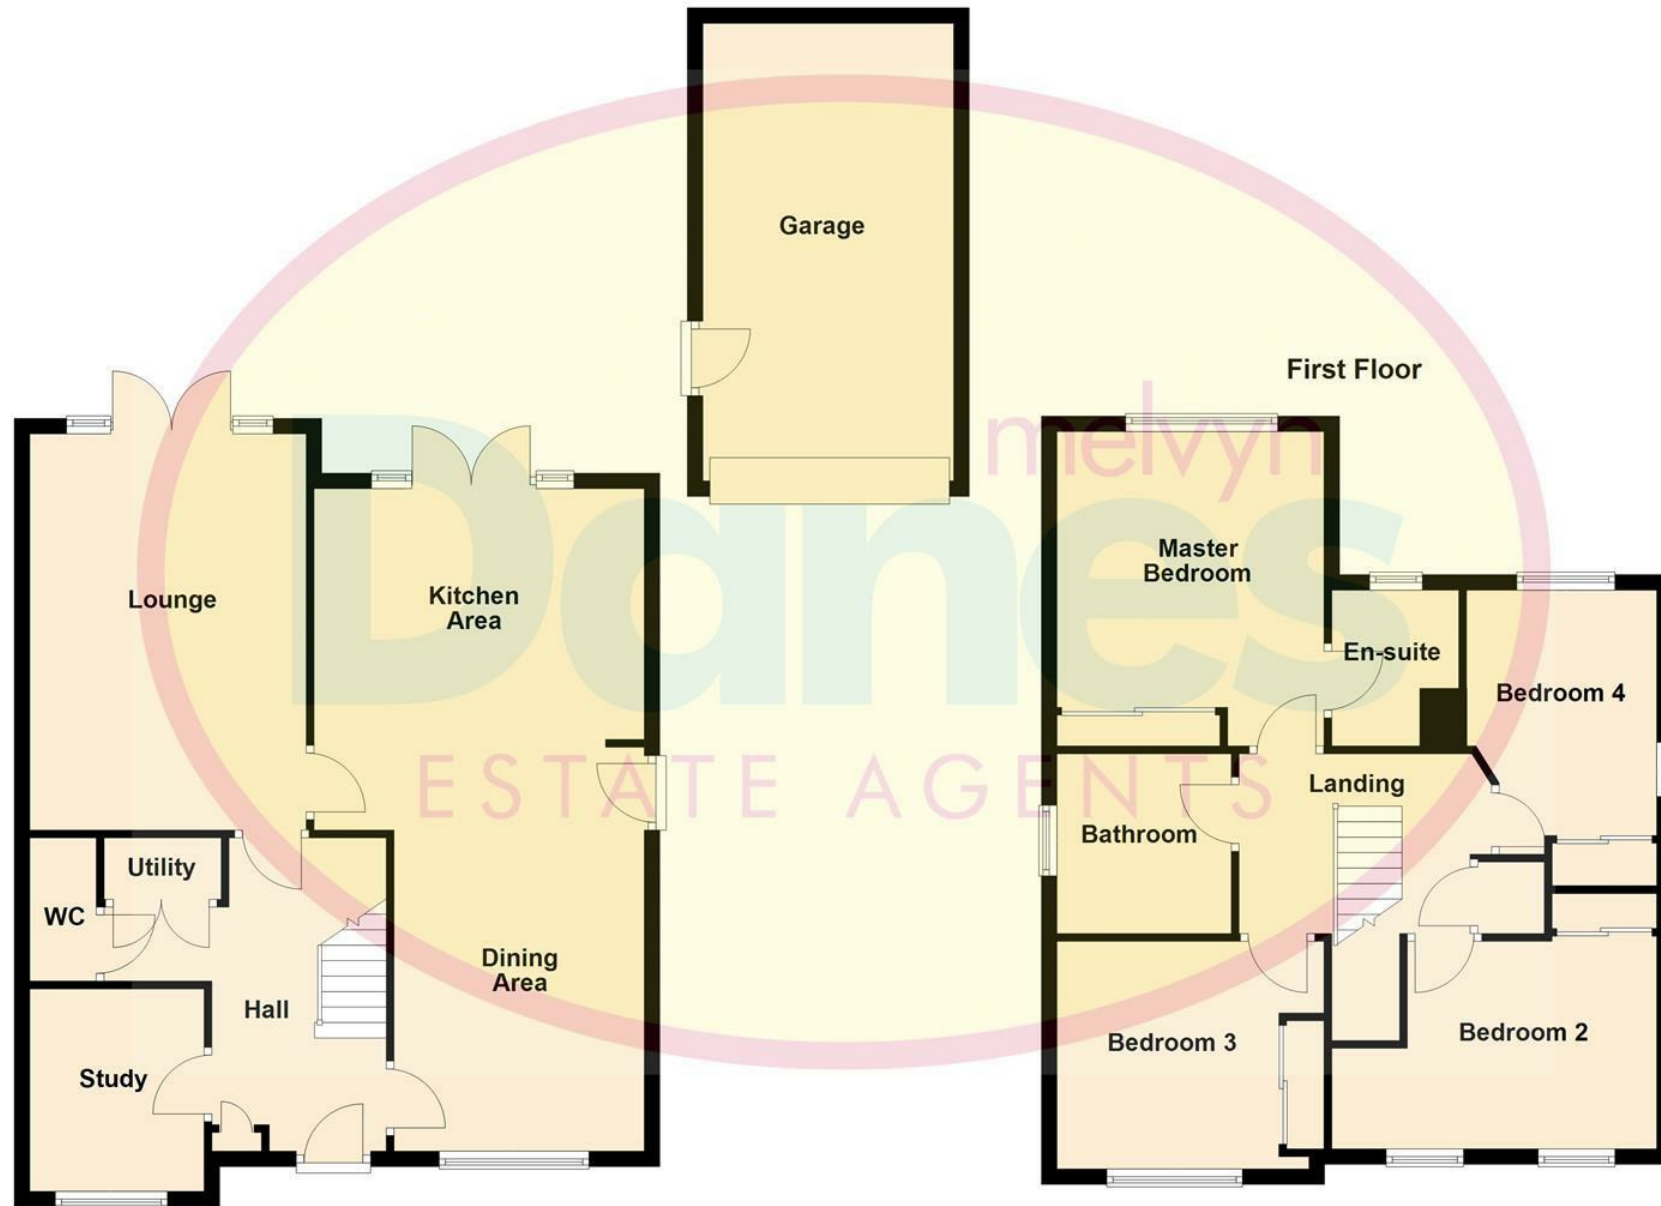 Garage
First Floor
melvyn
Danes
ESTATE AGENTS
Lounge
Kitchen
Area
Utility
WC
Dining
Area
Hall
Study
Master
Bedroom
En-suite
Bedroom 4
Landing
Bathroom
Bedroom 3
Bedroom 2